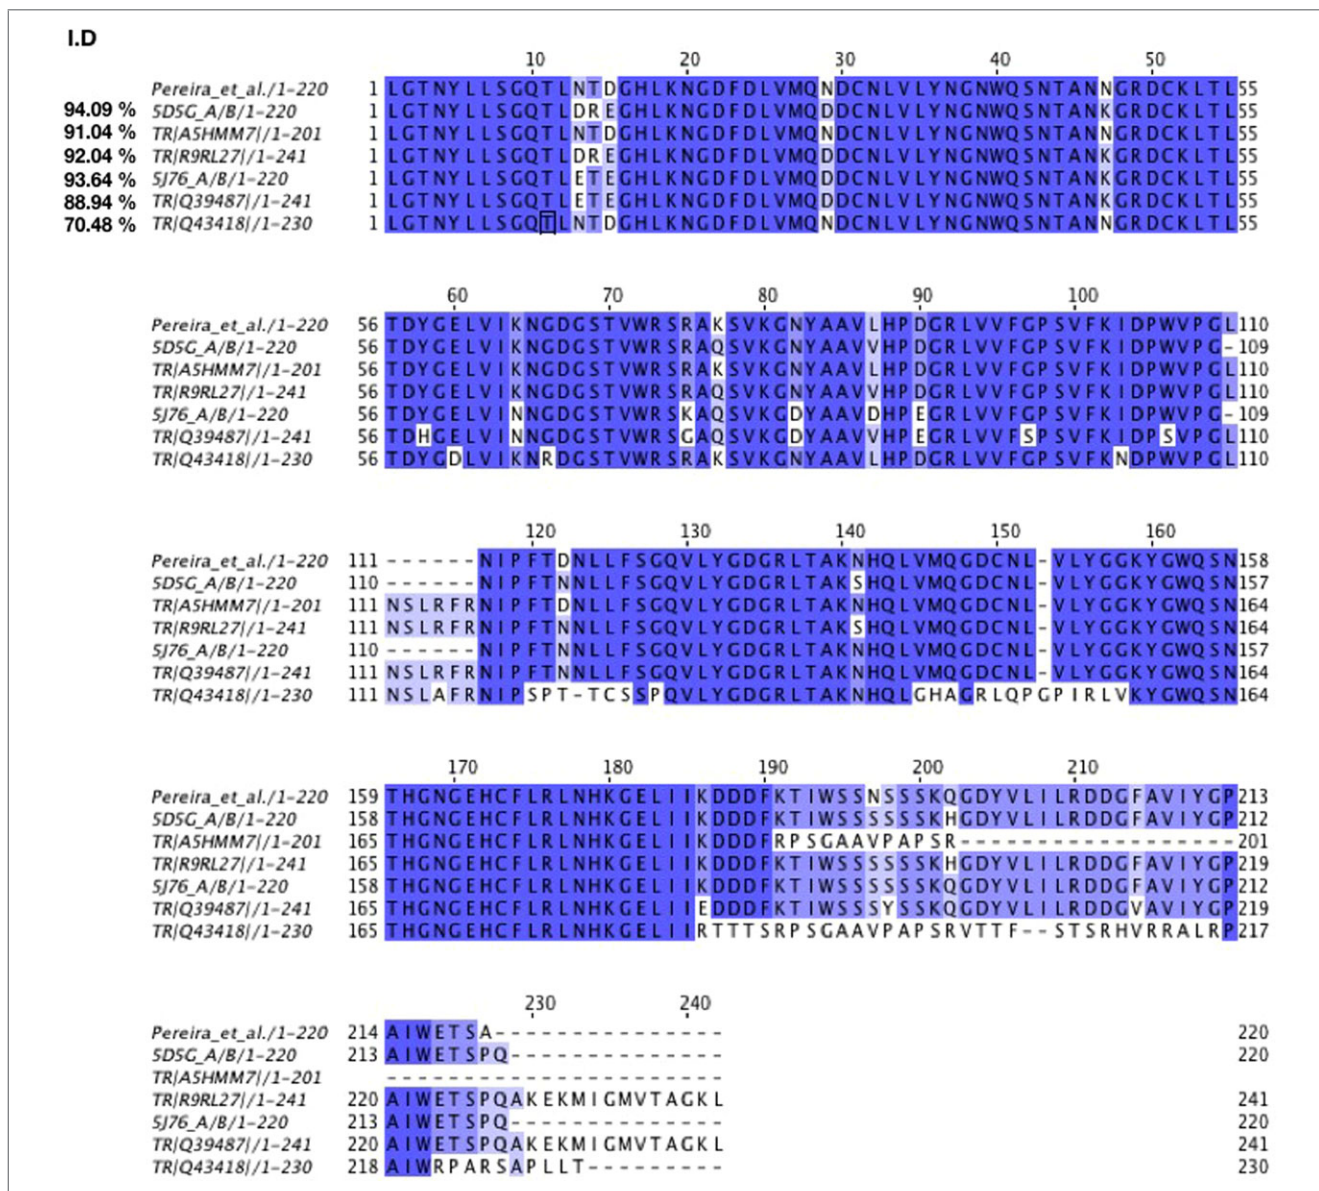 I.D
10 20 30 40 50
Pereira_et_al./1-220 1 LGTNYLLSGQTLNTDGHLKNGDFDLVMQNDCNLVLYNGNWQSNTANNGRDCKLTL 55
94.09 % 5D5G_A/B/1-220 1 LGTNYLLSGQTLDREGHLKNGDFDLVMQDDCNLVLYNGNWQSNTANKGRDCKLTL 55
91.04 % TR|A5HMM7|/1-201 1 LGTNYLLSGQTLNTDGHLKNGDFDLVMQNDCNLVLYNGNWQSNTANNGRDCKLTL 55
92.04 % TR|R9RL27|/1-241 1 LGTNYLLSGQTLDREGHLKNGDFDLVMQDDCNLVLYNGNWQSNTANKGRDCKLTL 55
93.64 % 5J76_A/B/1-220 1 LGTNYLLSGQTLETEGHLKNGDFDLVMQDDCNLVLYNGNWQSNTANKGRDCKLTL 55
88.94 % TR|Q39487|/1-241 1 LGTNYLLSGQTLETEGHLKNGDFDLVMQDDCNLVLYNGNWQSNTANKGRDCKLTL 55
70.48 % TR|Q43418|/1-230 1 LGTNYLLSGQTLNTDGHLKNGDFDLVMQNDCNLVLYNGNWQSNTANNGRDCKLTL 55
60 70 80 90 100
Pereira_et_al./1-220 56 TDYGELVIKNGDGSTVWRSRAKSVKGNYAAVLHPDGRLVVFGPSVFKIDPWVPGL 110
5D5G_A/B/1-220 56 TDYGELVIKNGDGSTVWRSRAQSVKGNYAAVVHPDGRLVVFGPSVFKIDPWVPG- 109
TR|A5HMM7|/1-201 56 TDYGELVIKNGDGSTVWRSRAKSVKGNYAAVLHPDGRLVVFGPSVFKIDPWVPGL 110
TR|R9RL27|/1-241 56 TDYGELVIKNGDGSTVWRSRAQSVKGNYAAVVHPDGRLVVFGPSVFKIDPWVPGL 110
5J76_A/B/1-220 56 TDYGELVINNGDGSTVWRSKAQSVKGDYAAVDHPEGRLVVFGPSVFKIDPWVPG- 109
TR|Q39487|/1-241 56 TDHGELVINNGDGSTVWRSGAQSVKGDYAAVVHPEGRLVVFSPSVFKIDPSVPGL 110
TR|Q43418|/1-230 56 TDYGDLVIKNRDGSTVWRSRAKSVKGNYAAVLHPDGRLVVFGPSVFKNDPWVPGL 110
120 130 140 150 160
Pereira_et_al./1-220 111 ------NIPFTDNLLFSGQVLYGDGRLTAKNHQLVMQGDCNL-VLYGGKYGWQSN 158
5D5G_A/B/1-220 110 ------NIPFTNNLLFSGQVLYGDGRLTAKSHQLVMQGDCNL-VLYGGKYGWQSN 157
TR|A5HMM7|/1-201 111 NSLRFRNIPFTDNLLFSGQVLYGDGRLTAKNHQLVMQGDCNL-VLYGGKYGWQSN 164
TR|R9RL27|/1-241 111 NSLRFRNIPFTNNLLFSGQVLYGDGRLTAKSHQLVMQGDCNL-VLYGGKYGWQSN 164
5J76_A/B/1-220 110 ------NIPFTNNLLFSGQVLYGDGRLTAKNHQLVMQGDCNL-VLYGGKYGWQSN 157
TR|Q39487|/1-241 111 NSLRFRNIPFTNNLLFSGQVLYGDGRLTAKNHQLVMQGDCNL-VLYGGKYGWQSN 164
TR|Q43418|/1-230 111 NSLAFRNIPSPT-TCSSPQVLYGDGRLTAKNHQLGHAGRLQPGPIRLVKYGWQSN 164
170 180 190 200 210
Pereira_et_al./1-220 159 THGNGEHCFLRLNHKGELIIKDDDFKTIWSSNSSSKQGDYVLILRDDGFAVIYGP 213
5D5G_A/B/1-220 158 THGNGEHCFLRLNHKGELIIKDDDFKTIWSSSSSSKHGDYVLILRDDGFAVIYGP 212
TR|A5HMM7|/1-201 165 THGNGEHCFLRLNHKGELIIKDDDFRPSGAAVPAPSR------------------ 201
TR|R9RL27|/1-241 165 THGNGEHCFLRLNHKGELIIKDDDFKTIWSSSSSSKHGDYVLILRDDGFAVIYGP 219
5J76_A/B/1-220 158 THGNGEHCFLRLNHKGELIIKDDDFKTIWSSSSSSKQGDYVLILRDDGFAVIYGP 212
TR|Q39487|/1-241 165 THGNGEHCFLRLNHKGELIIEDDDFKTIWSSSYSSKQGDYVLILRDDGVAVIYGP 219
TR|Q43418|/1-230 165 THGNGEHCFLRLNHKGELIIRTTTSRPSGAAVPAPSRVTTF--STSRHVRRALRP 217
230 240
Pereira_et_al./1-220 214 AIWETSA--------------- 220
5D5G_A/B/1-220 213 AIWETSPQ-------------- 220
TR|A5HMM7|/1-201 ----------------------
TR|R9RL27|/1-241 220 AIWETSPQAKEKMIGMVTAGKL 241
5J76_A/B/1-220 213 AIWETSPQ-------------- 220
TR|Q39487|/1-241 220 AIWETSPQAKEKMIGMVTAGKL 241
TR|Q43418|/1-230 218 AIWRPARSAPLLT--------- 230